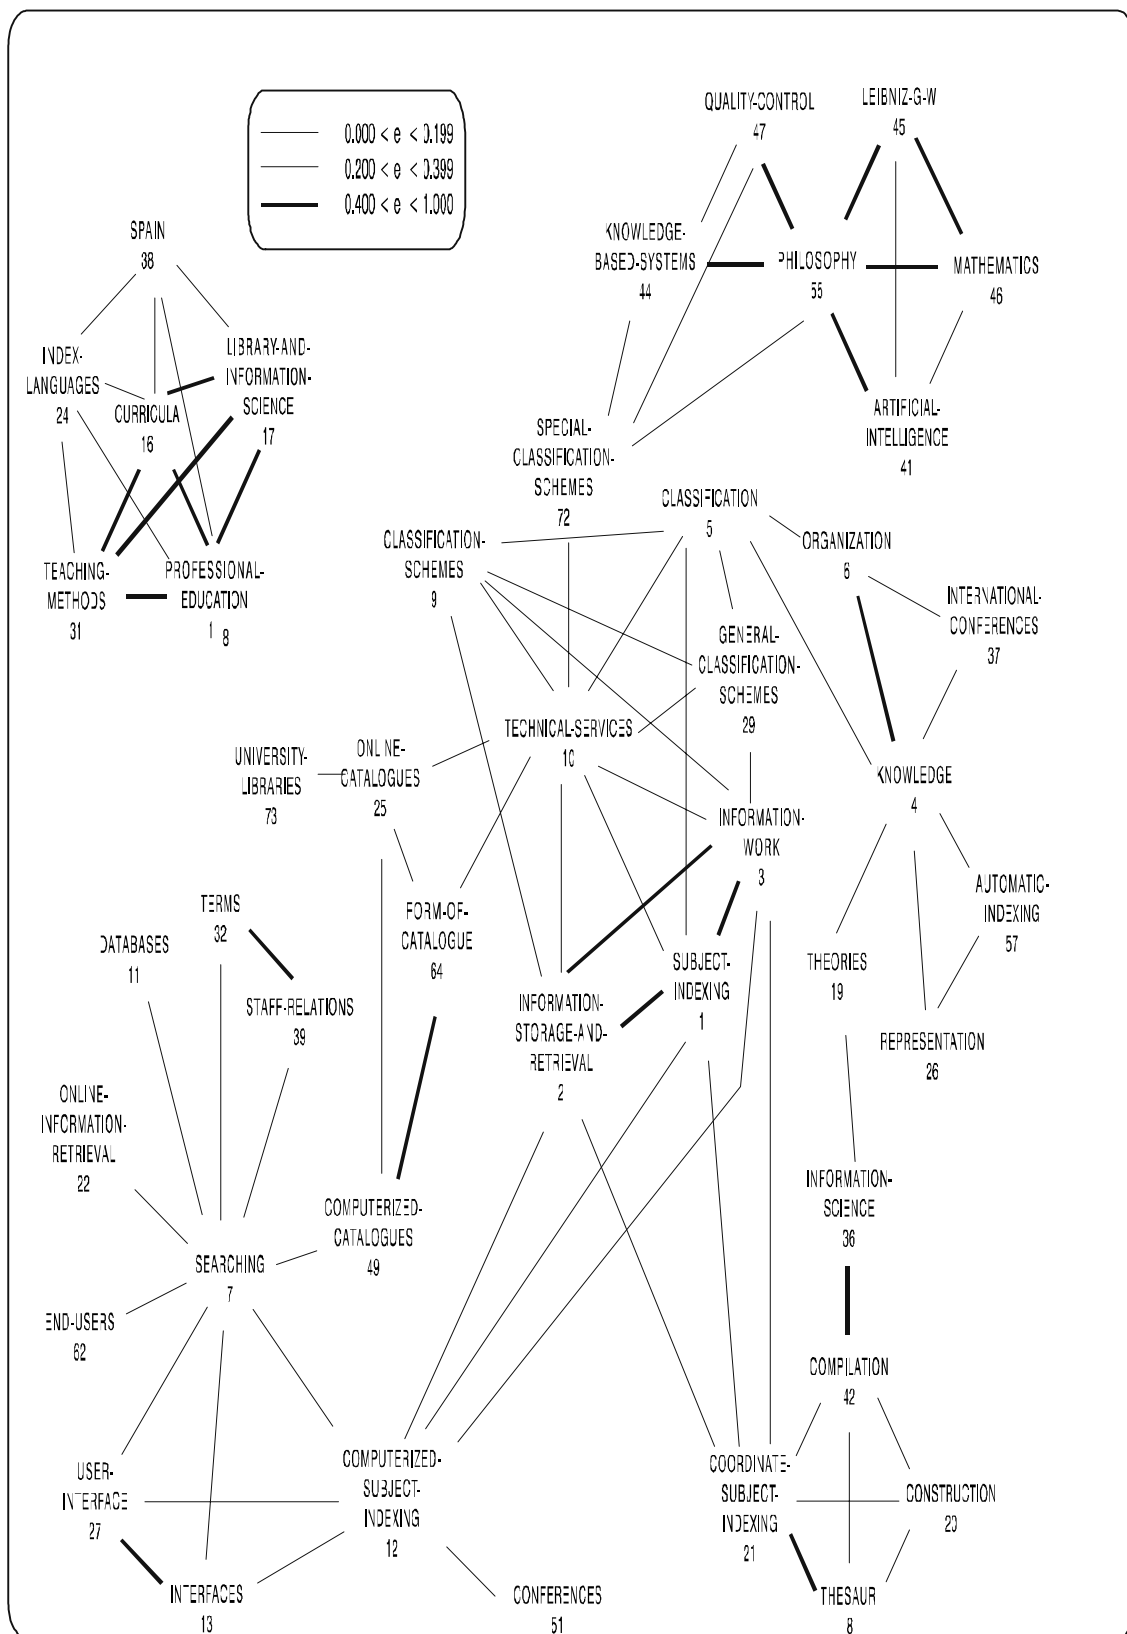 0.000 < e < 0.199
0.200 < e < 0.399
0.400 < e < 1.000
QUALITY-CONTROL
47
LEIBNIZ-G-W
45
SPAIN
38
KNOWLEDGE-
BASED-SYSTEMS
44
PHILOSOPHY
55
MATHEMATICS
46
INDEX-
LANGUAGES
24
CURRICULA
16
LIBRARY-AND-
INFORMATION-
SCIENCE
17
ARTIFICIAL-
INTELLIGENCE
41
SPECIAL-
CLASSIFICATION-
SCHEMES
72
CLASSIFICATION
5
CLASSIFICATION-
SCHEMES
9
ORGANIZATION
6
TEACHING-
METHODS
31
PROFESSIONAL-
EDUCATION
1 8
INTERNATIONAL-
CONFERENCES
37
GENERAL-
CLASSIFICATION-
SCHEMES
29
TECHNICAL-SERVICES
10
UNIVERSITY-
LIBRARIES
73
ONLINE-
CATALOGUES
25
KNOWLEDGE
4
INFORMATION-
WORK
3
TERMS
32
FORM-OF-
CATALOGUE
64
AUTOMATIC-
INDEXING
57
DATABASES
11
SUBJECT-
INDEXING
1
THEORIES
19
STAFF-RELATIONS
39
INFORMATION-
STORAGE-AND-
RETRIEVAL
2
REPRESENTATION
26
ONLINE-
INFORMATION-
RETRIEVAL
22
COMPUTERIZED-
CATALOGUES
49
INFORMATION-
SCIENCE
36
SEARCHING
7
END-USERS
62
COMPILATION
42
USER-
INTERFACE
27
COMPUTERIZED-
SUBJECT-
INDEXING
12
COORDINATE-
SUBJECT-
INDEXING
21
CONSTRUCTION
20
INTERFACES
13
CONFERENCES
51
THESAUR
8